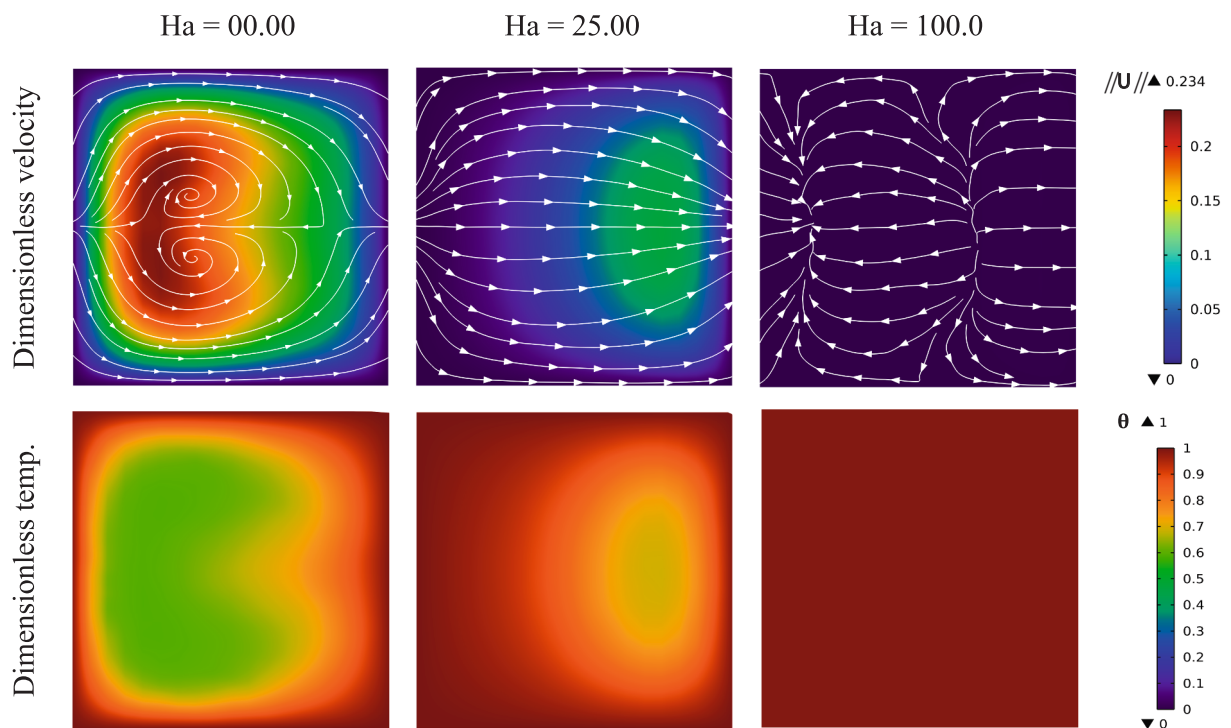 Ha = 00.00
Ha = 25.00
Ha = 100.0
Dimensionless velocity
//U// ▲ 0.234
0.2
0.15
0.1
0.05
0
▼ 0
Dimensionless temp.
θ ▲ 1
1
0.9
0.8
0.7
0.6
0.5
0.4
0.3
0.2
0.1
0
▼ 0